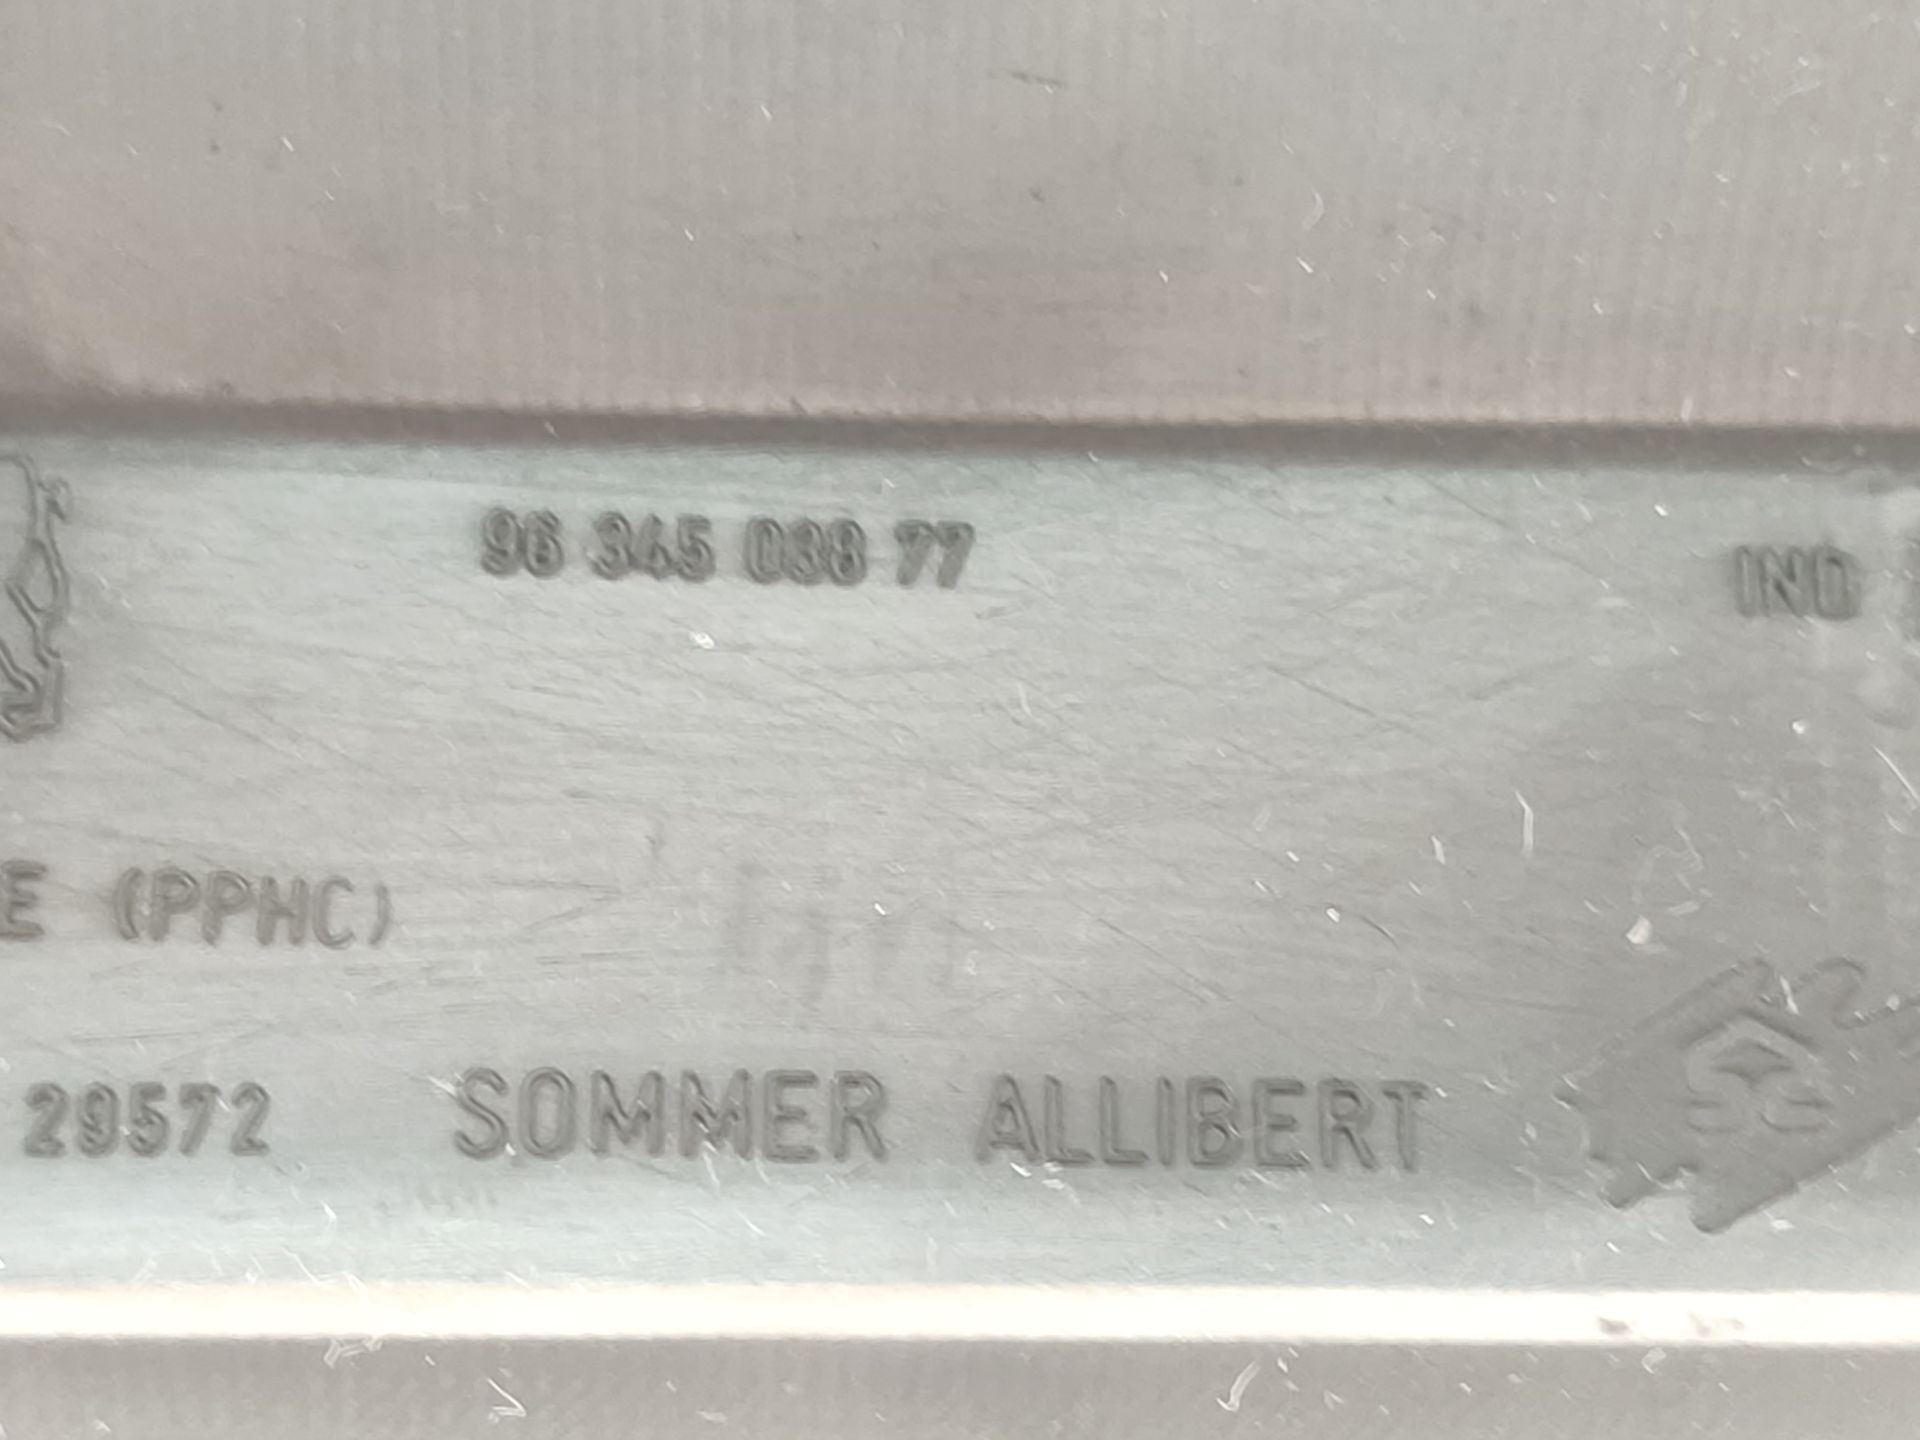 96 345 038 77
IND
E (PPHC)
29572 SOMMER ALLIBERT